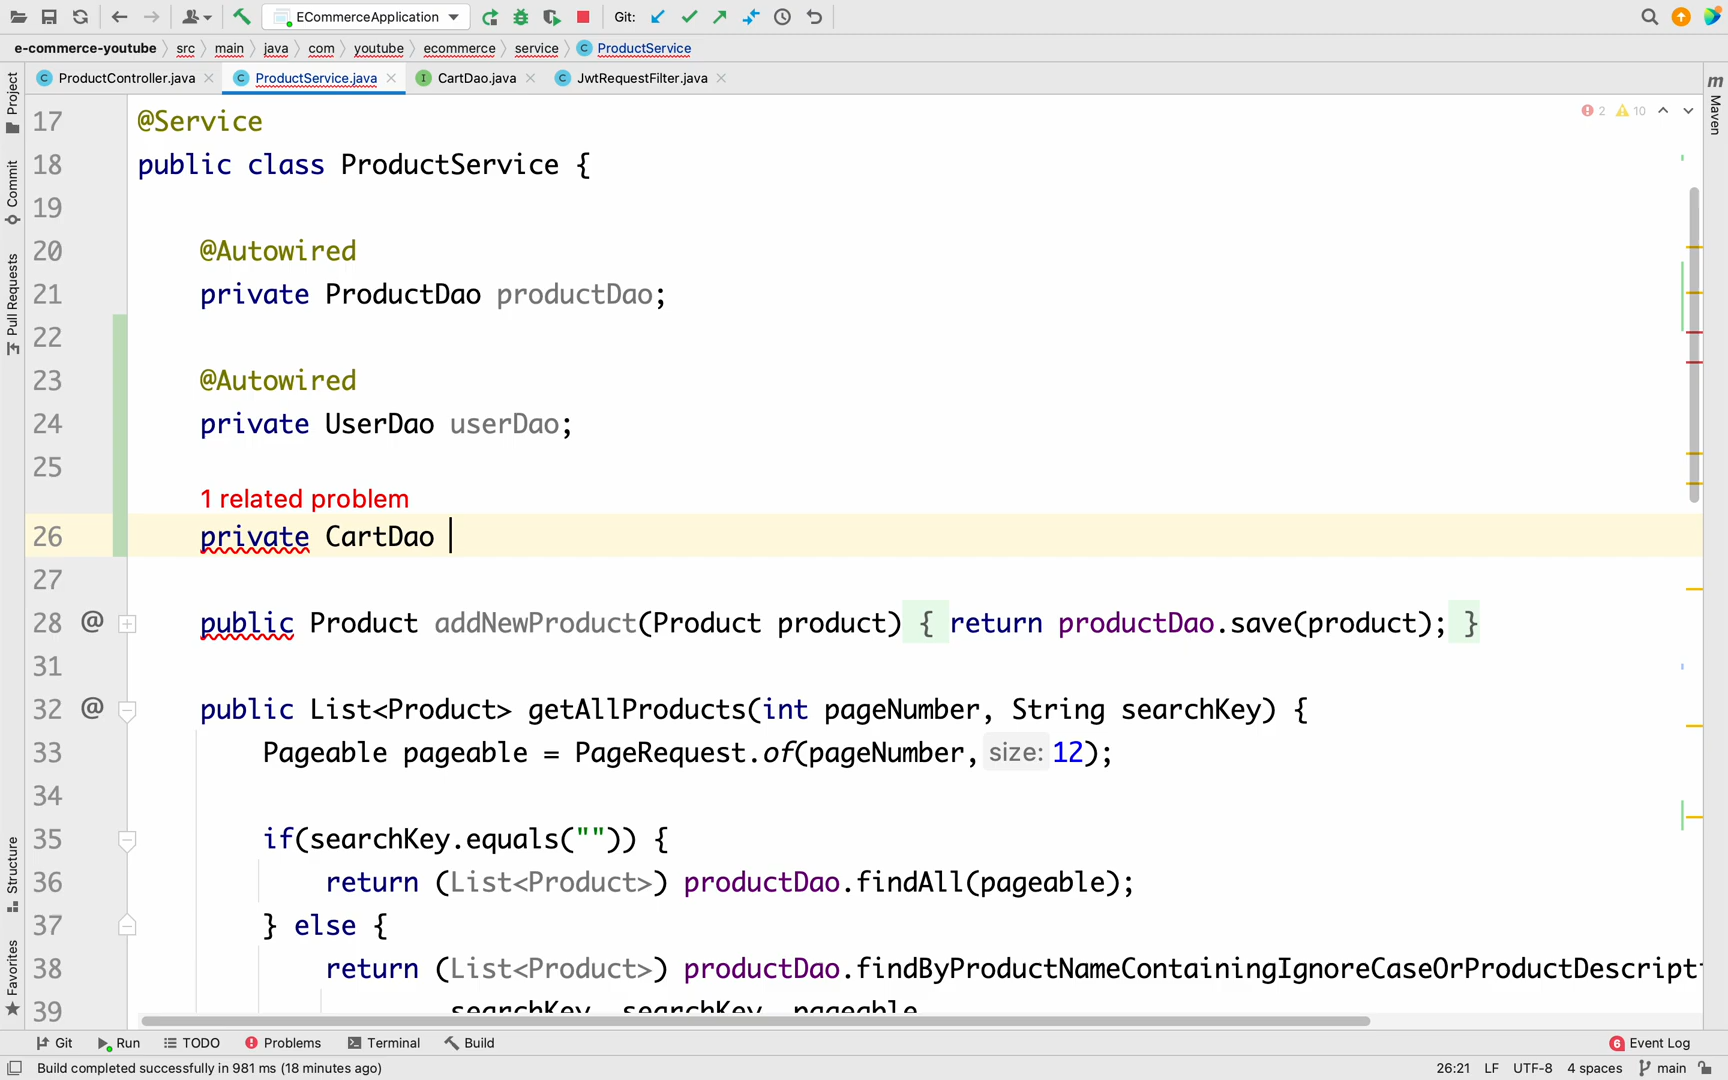 ECommerceApplication Git:
e-commerce-youtube src main java com youtube ecommerce service ProductService
ProductController.java ProductService.java CartDao.java JwtRequestFilter.java
Project
Commit
Pull Requests
Structure
Favorites
Maven
2 10
17 @Service
18 public class ProductService {
19
20 @Autowired
21 private ProductDao productDao;
22
23 @Autowired
24 private UserDao userDao;
25
1 related problem
26 private CartDao
27
28 public Product addNewProduct(Product product) { return productDao.save(product); }
31
32 public List<Product> getAllProducts(int pageNumber, String searchKey) {
33 Pageable pageable = PageRequest.of(pageNumber, size: 12);
34
35 if(searchKey.equals("")) {
36 return (List<Product>) productDao.findAll(pageable);
37 } else {
38 return (List<Product>) productDao.findByProductNameContainingIgnoreCaseOrProductDescripti
39 searchKey, searchKey, pageable
Git Run TODO Problems Terminal Build 6 Event Log
Build completed successfully in 981 ms (18 minutes ago) 26:21 LF UTF-8 4 spaces main